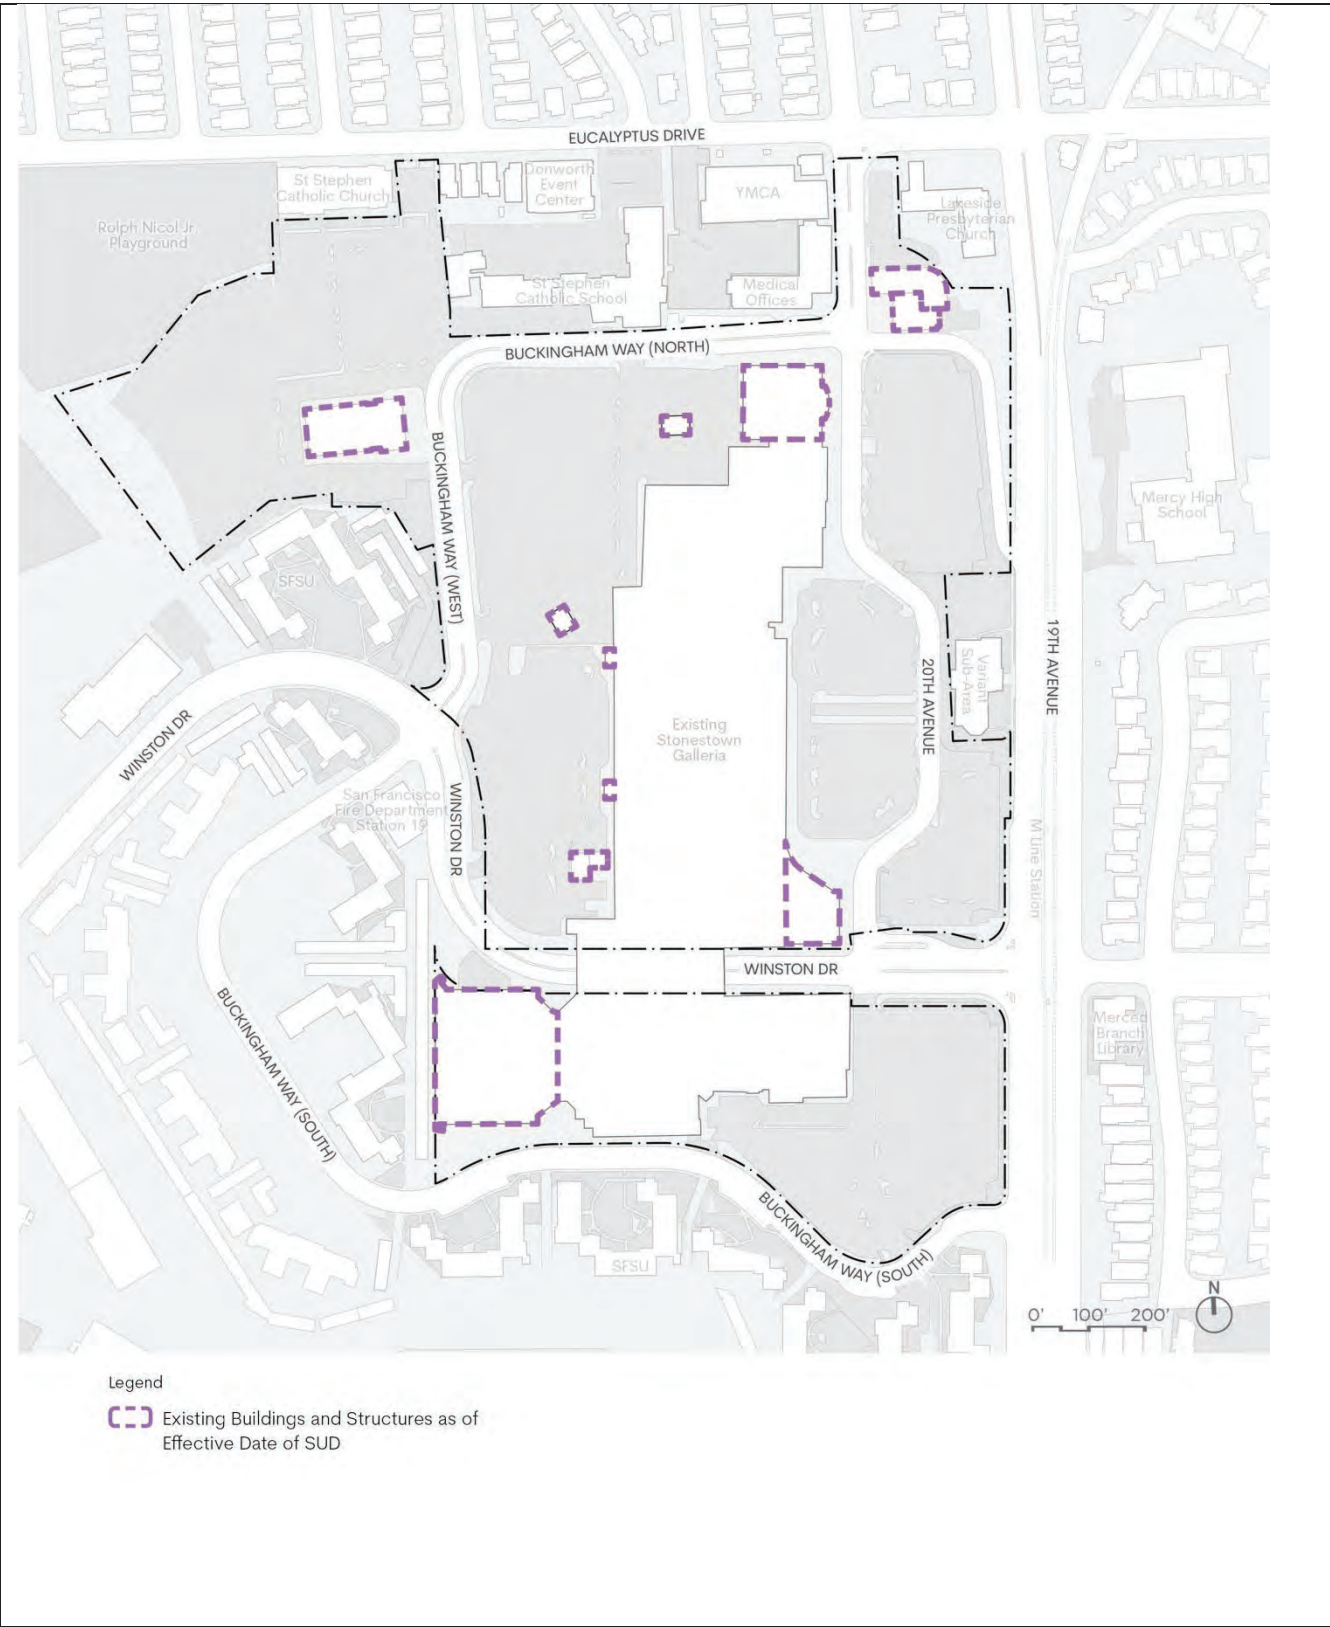 EUCALYPTUS DRIVE
St Stephen
Catholic Church
Donworth
Event
Center
YMCA
Lakeside
Presbyterian
Church
Rolph Nicol Jr
Playground
St Stephen
Catholic School
Medical
Offices
BUCKINGHAM WAY (NORTH)
BUCKINGHAM WAY (WEST)
Mercy High
School
SFSU
19TH AVENUE
20TH AVENUE
Variant
Sub-Area
Existing
Stonestown
Galleria
WINSTON DR
San Francisco
Fire Department
Station 19
WINSTON DR
M Line Station
WINSTON DR
BUCKINGHAM WAY (SOUTH)
Merced
Branch
Library
BUCKINGHAM WAY (SOUTH)
SFSU
N
0' 100' 200'
Legend
Existing Buildings and Structures as of
Effective Date of SUD